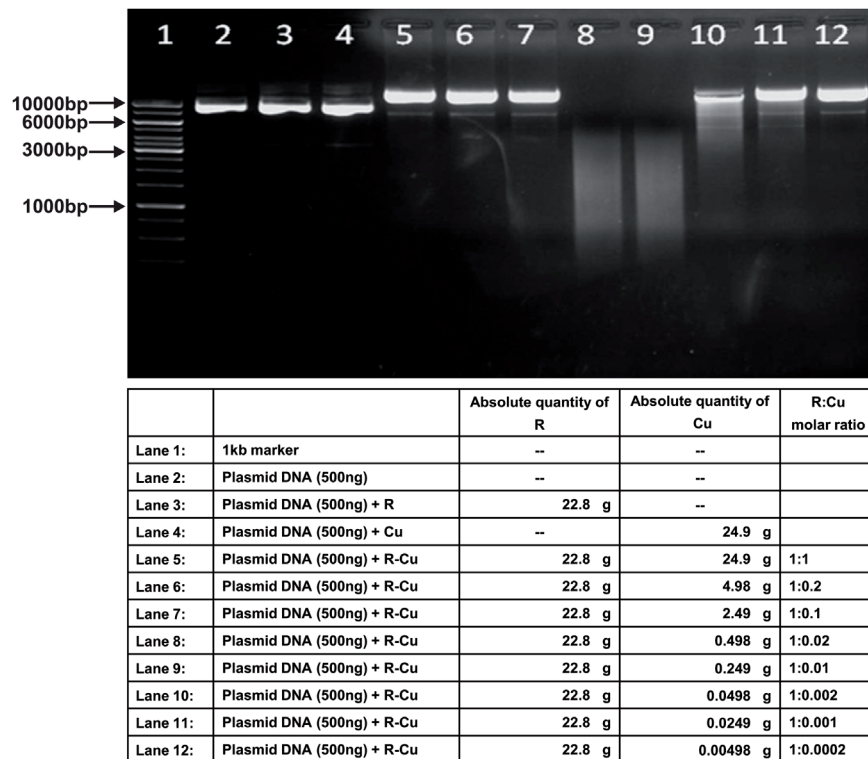 1 2 3 4 5 6 7 8 9 10 11 12
10000bp
6000bp
3000bp
1000bp
Absolute quantity of R Absolute quantity of Cu R:Cu molar ratio
Lane 1: 1kb marker -- --
Lane 2: Plasmid DNA (500ng) -- --
Lane 3: Plasmid DNA (500ng) + R 22.8 g --
Lane 4: Plasmid DNA (500ng) + Cu -- 24.9 g
Lane 5: Plasmid DNA (500ng) + R-Cu 22.8 g 24.9 g 1:1
Lane 6: Plasmid DNA (500ng) + R-Cu 22.8 g 4.98 g 1:0.2
Lane 7: Plasmid DNA (500ng) + R-Cu 22.8 g 2.49 g 1:0.1
Lane 8: Plasmid DNA (500ng) + R-Cu 22.8 g 0.498 g 1:0.02
Lane 9: Plasmid DNA (500ng) + R-Cu 22.8 g 0.249 g 1:0.01
Lane 10: Plasmid DNA (500ng) + R-Cu 22.8 g 0.0498 g 1:0.002
Lane 11: Plasmid DNA (500ng) + R-Cu 22.8 g 0.0249 g 1:0.001
Lane 12: Plasmid DNA (500ng) + R-Cu 22.8 g 0.00498 g 1:0.0002